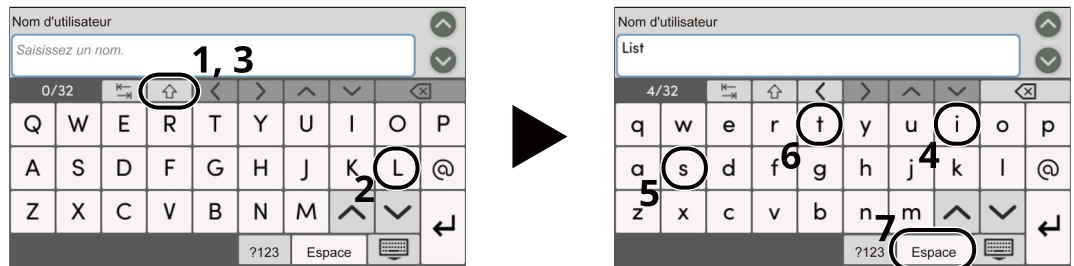 Nom d'utilisateur
Saisissez un nom.
1, 3
0/32
Q W E R T Y U I O P
A S D F G H J K L @
2
Z X C V B N M
?123 Espace
Nom d'utilisateur
List
4/32
q w e r t y u i o p
6 4
a s d f g h j k l @
5
z x c v b n m
7
?123 Espace